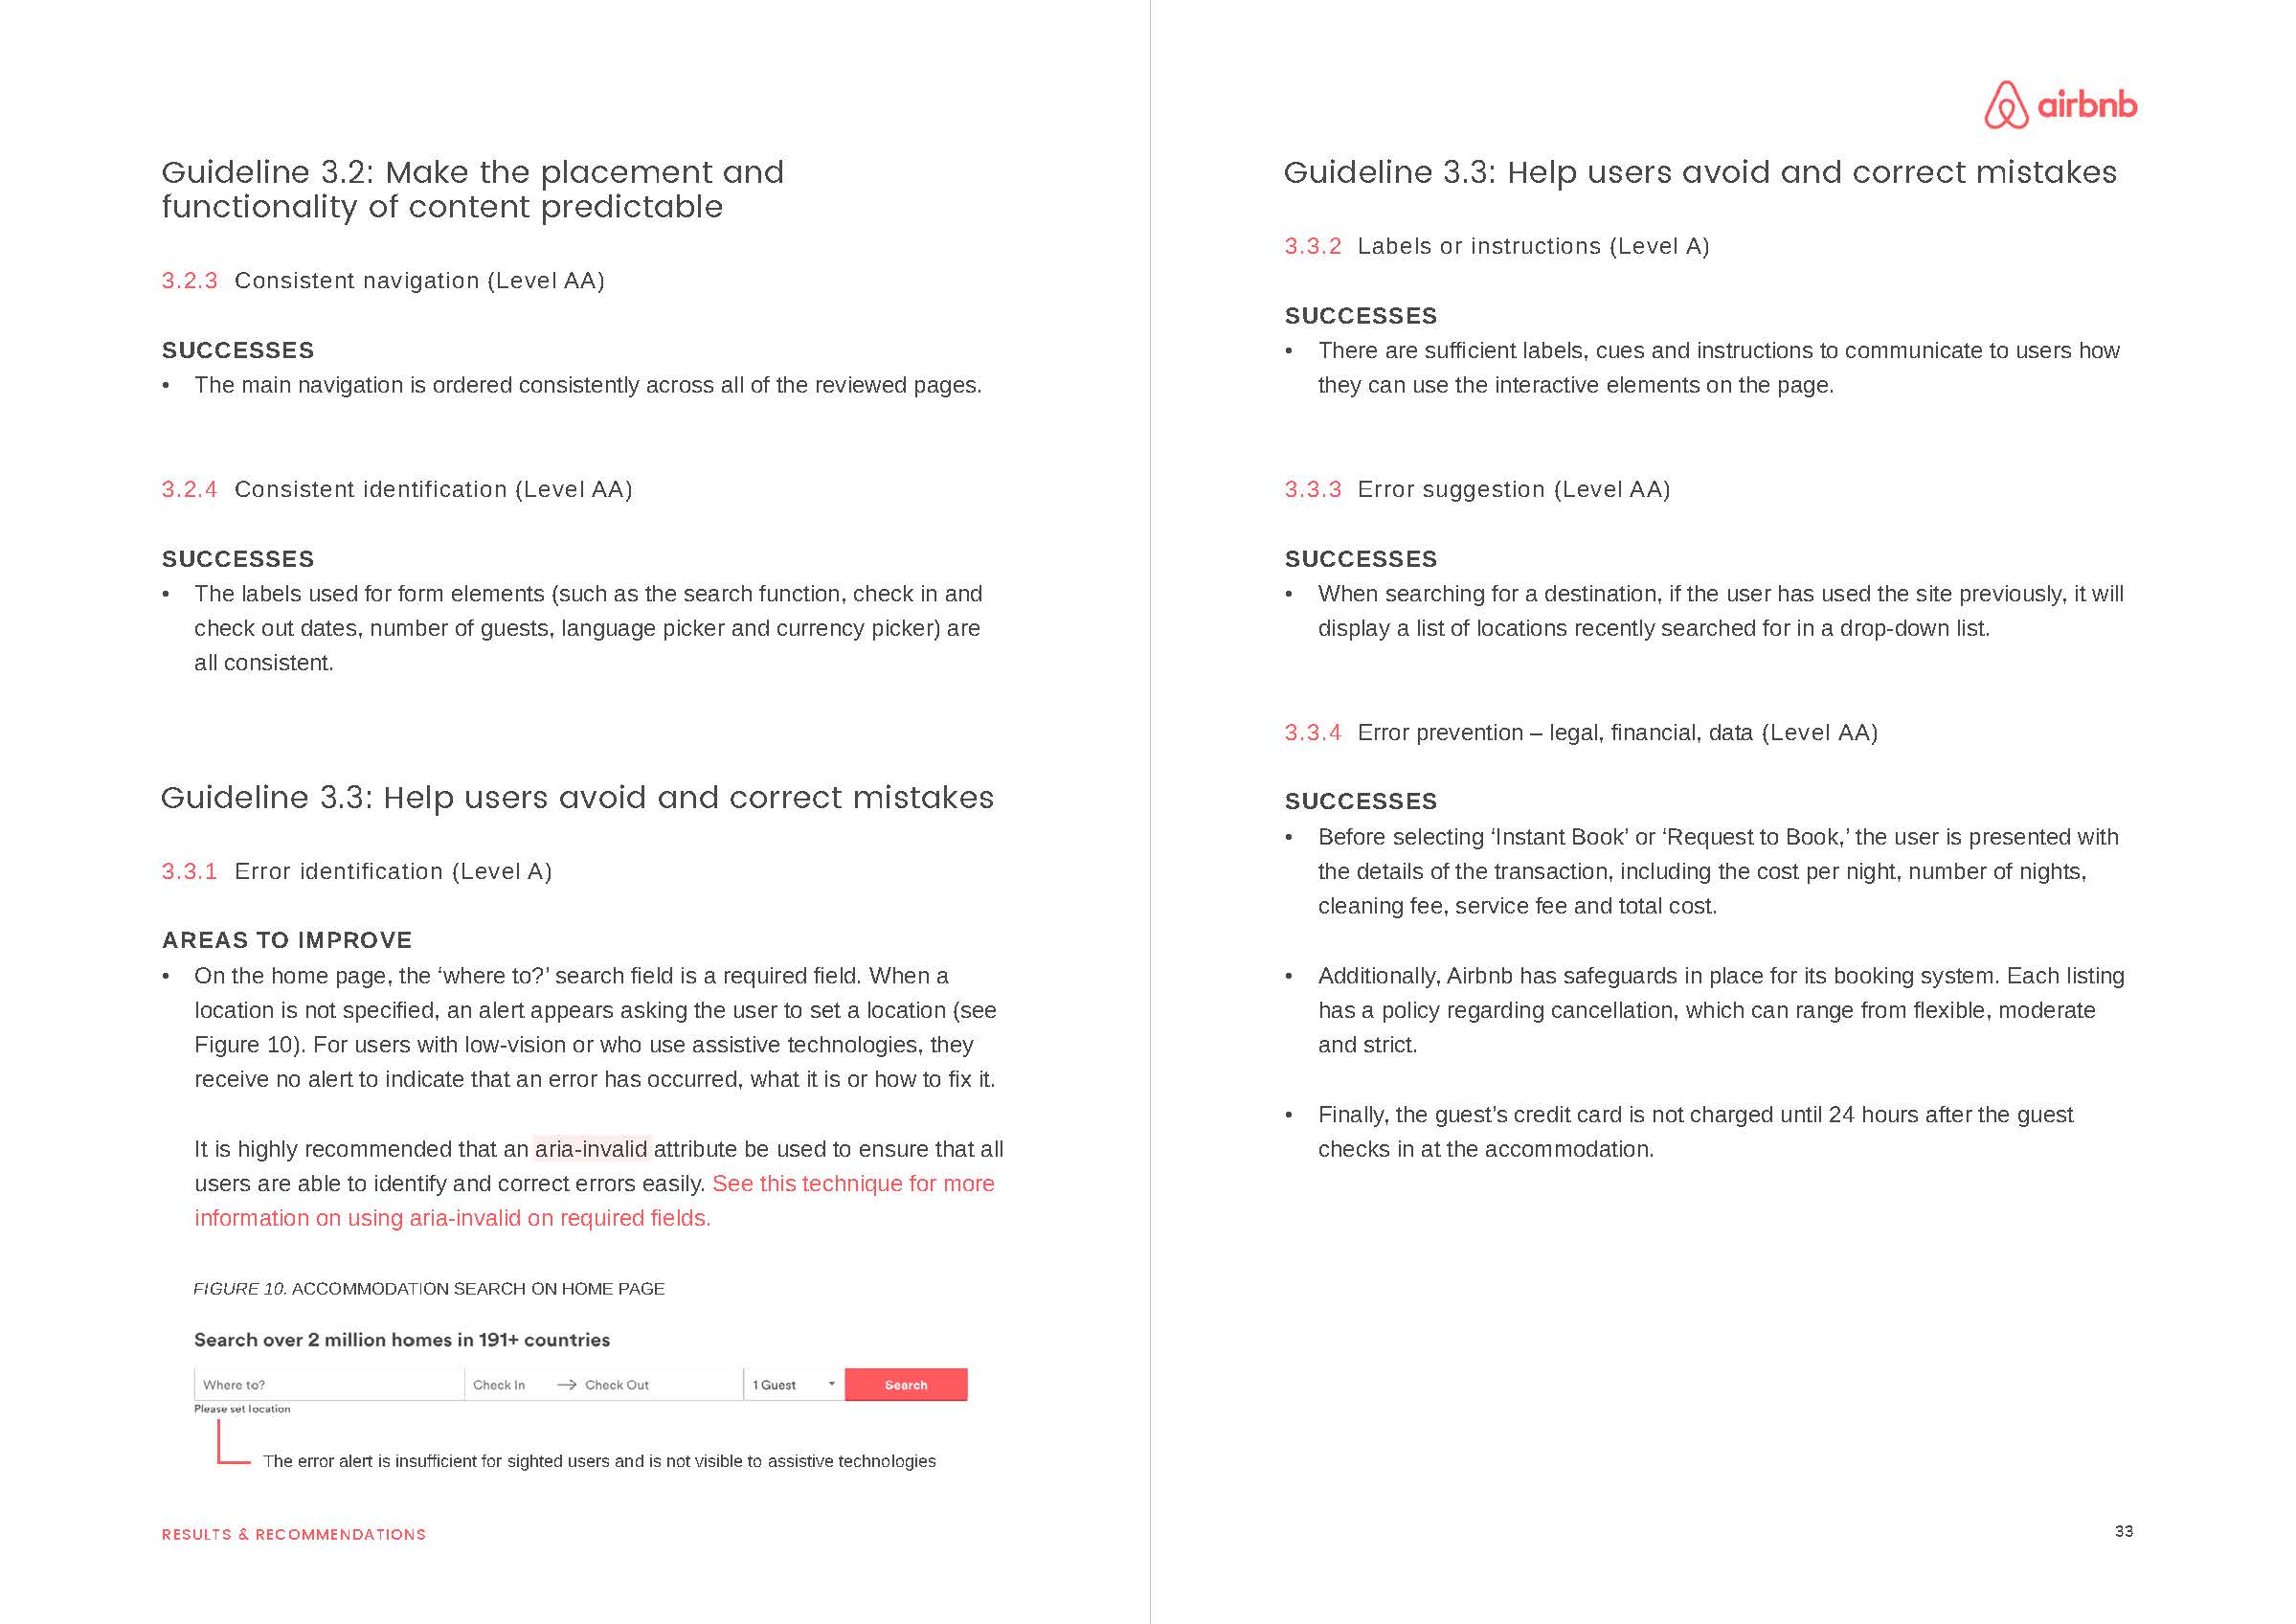 Guideline 3.2: Make the placement and
functionality of content predictable
3.2.3 Consistent navigation (Level AA)
SUCCESSES
• The main navigation is ordered consistently across all of the reviewed pages.
3.2.4 Consistent identification (Level AA)
SUCCESSES
• The labels used for form elements (such as the search function, check in and
check out dates, number of guests, language picker and currency picker) are
all consistent.
Guideline 3.3: Help users avoid and correct mistakes
3.3.1 Error identification (Level A)
AREAS TO IMPROVE
• On the home page, the ‘where to?’ search field is a required field. When a
location is not specified, an alert appears asking the user to set a location (see
Figure 10). For users with low-vision or who use assistive technologies, they
receive no alert to indicate that an error has occurred, what it is or how to fix it.
It is highly recommended that an aria-invalid attribute be used to ensure that all
users are able to identify and correct errors easily. See this technique for more
information on using aria-invalid on required fields.
FIGURE 10. ACCOMMODATION SEARCH ON HOME PAGE
Search over 2 million homes in 191+ countries
Where to? Check In → Check Out 1 Guest Search
Please set location
The error alert is insufficient for sighted users and is not visible to assistive technologies
RESULTS & RECOMMENDATIONS
airbnb
Guideline 3.3: Help users avoid and correct mistakes
3.3.2 Labels or instructions (Level A)
SUCCESSES
• There are sufficient labels, cues and instructions to communicate to users how
they can use the interactive elements on the page.
3.3.3 Error suggestion (Level AA)
SUCCESSES
• When searching for a destination, if the user has used the site previously, it will
display a list of locations recently searched for in a drop-down list.
3.3.4 Error prevention – legal, financial, data (Level AA)
SUCCESSES
• Before selecting ‘Instant Book’ or ‘Request to Book,’ the user is presented with
the details of the transaction, including the cost per night, number of nights,
cleaning fee, service fee and total cost.
• Additionally, Airbnb has safeguards in place for its booking system. Each listing
has a policy regarding cancellation, which can range from flexible, moderate
and strict.
• Finally, the guest’s credit card is not charged until 24 hours after the guest
checks in at the accommodation.
33